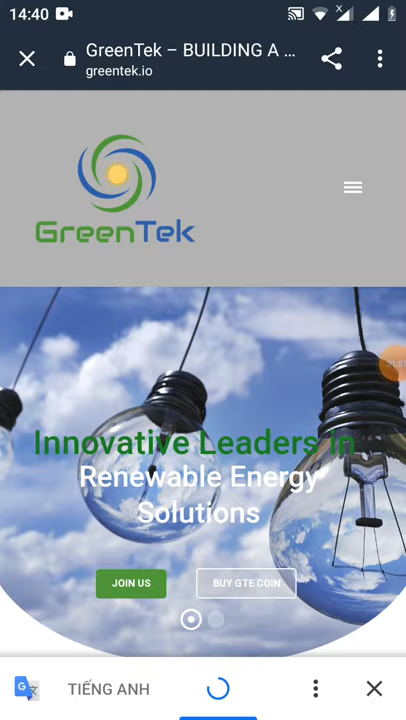 14:40
GreenTek – BUILDING A ...
greentek.io
GreenTek
Innovative Leaders In
Renewable Energy
Solutions
JOIN US
BUY GTE COIN
TIẾNG ANH